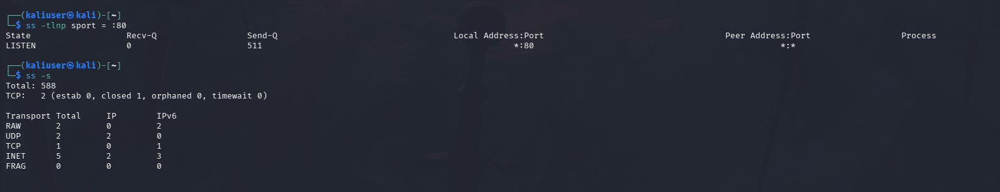 ┌──(kaliuser㉿kali)-[~]
└─$ ss -tlnp sport = :80
State Recv-Q Send-Q Local Address:Port Peer Address:Port Process
LISTEN 0 511 *:80 *:*
┌──(kaliuser㉿kali)-[~]
└─$ ss -s
Total: 588
TCP:   2 (estab 0, closed 1, orphaned 0, timewait 0)
Transport Total     IP        IPv6
RAW       2         0         2
UDP       2         2         0
TCP       1         0         1
INET      5         2         3
FRAG      0         0         0